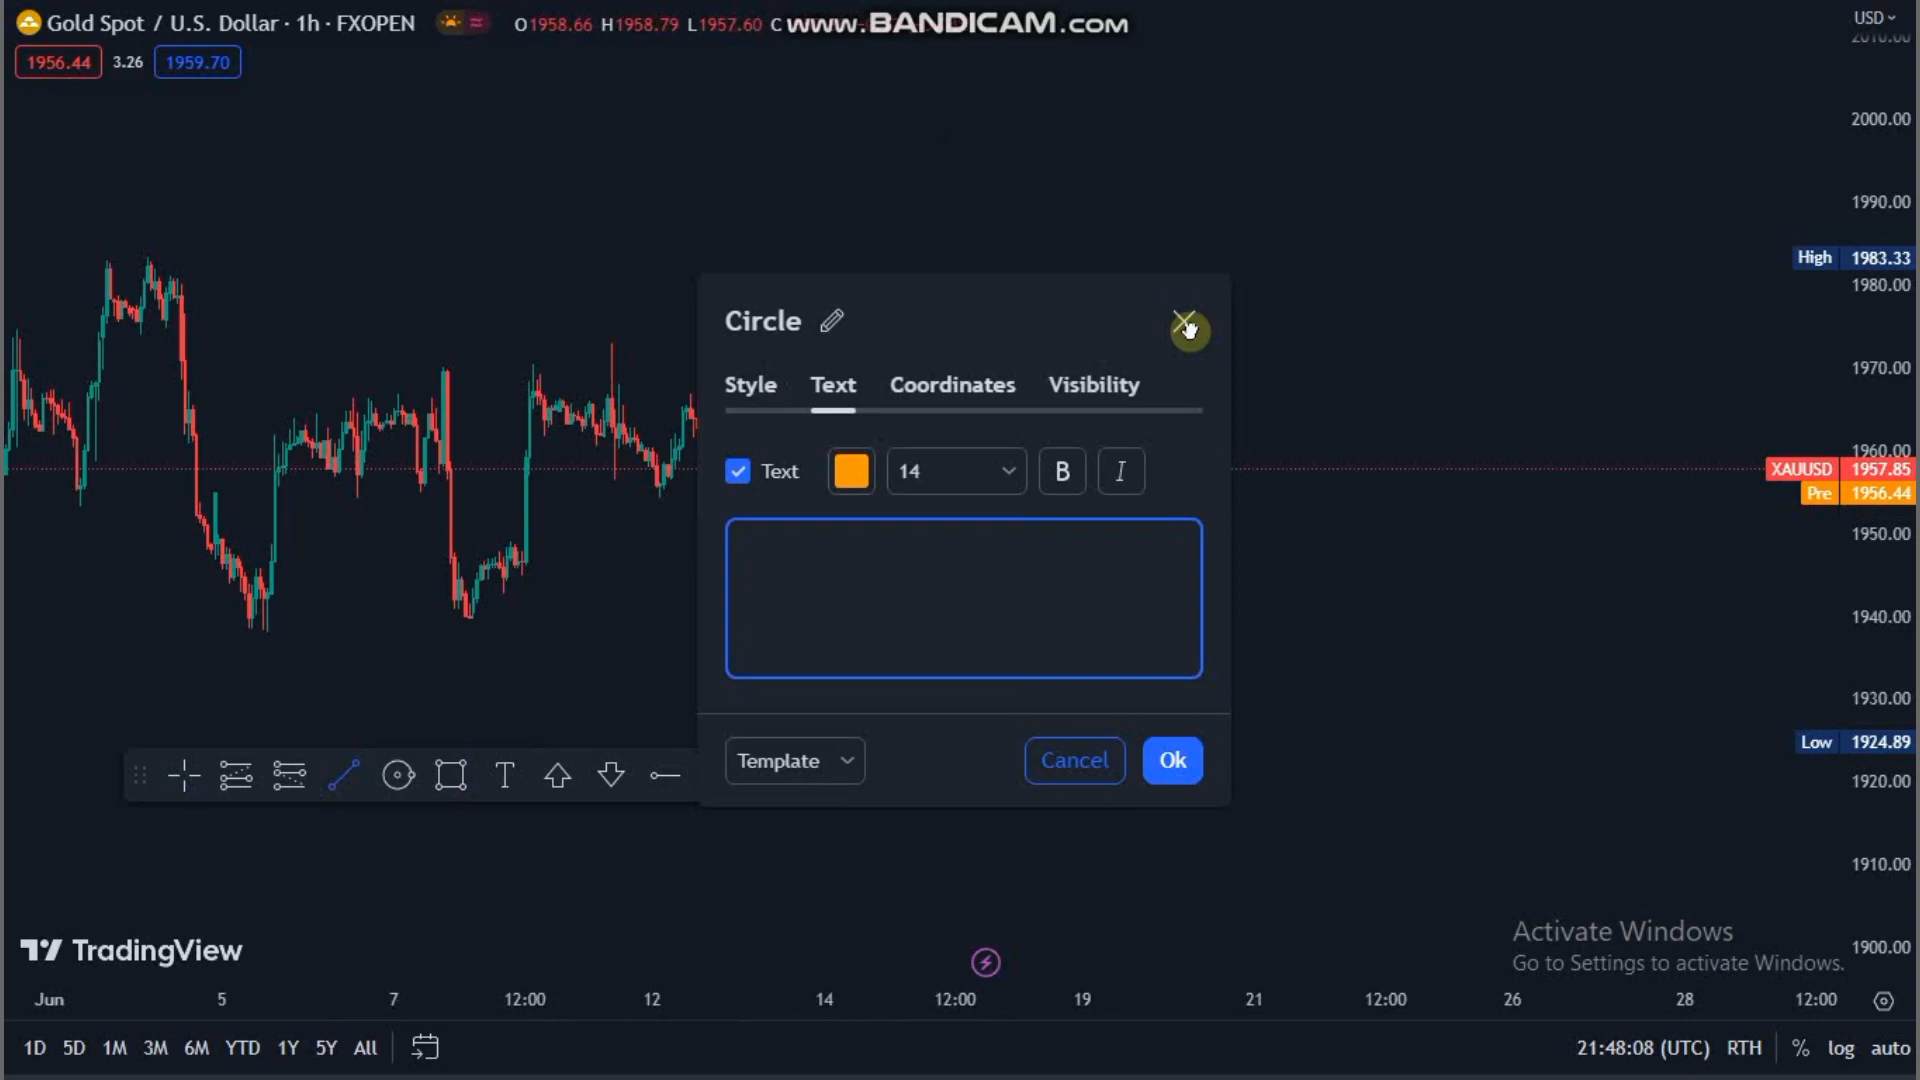 Gold Spot / U.S. Dollar · 1h · FXOPEN
O1958.66 H1958.79 L1957.60 C
www.BANDICAM.com
USD
1956.44
3.26
1959.70
2000.00
1990.00
High 1983.33
1980.00
1970.00
1960.00
XAUUSD 1957.85
Pre 1956.44
1950.00
1940.00
1930.00
Low 1924.89
1920.00
1910.00
1900.00
Circle
Style Text Coordinates Visibility
Text 14 B I
Template Cancel Ok
T
TradingView
Activate Windows
Go to Settings to activate Windows.
Jun 5 7 12:00 12 14 12:00 19 21 12:00 26 28 12:00
1D 5D 1M 3M 6M YTD 1Y 5Y All
21:48:08 (UTC) RTH % log auto